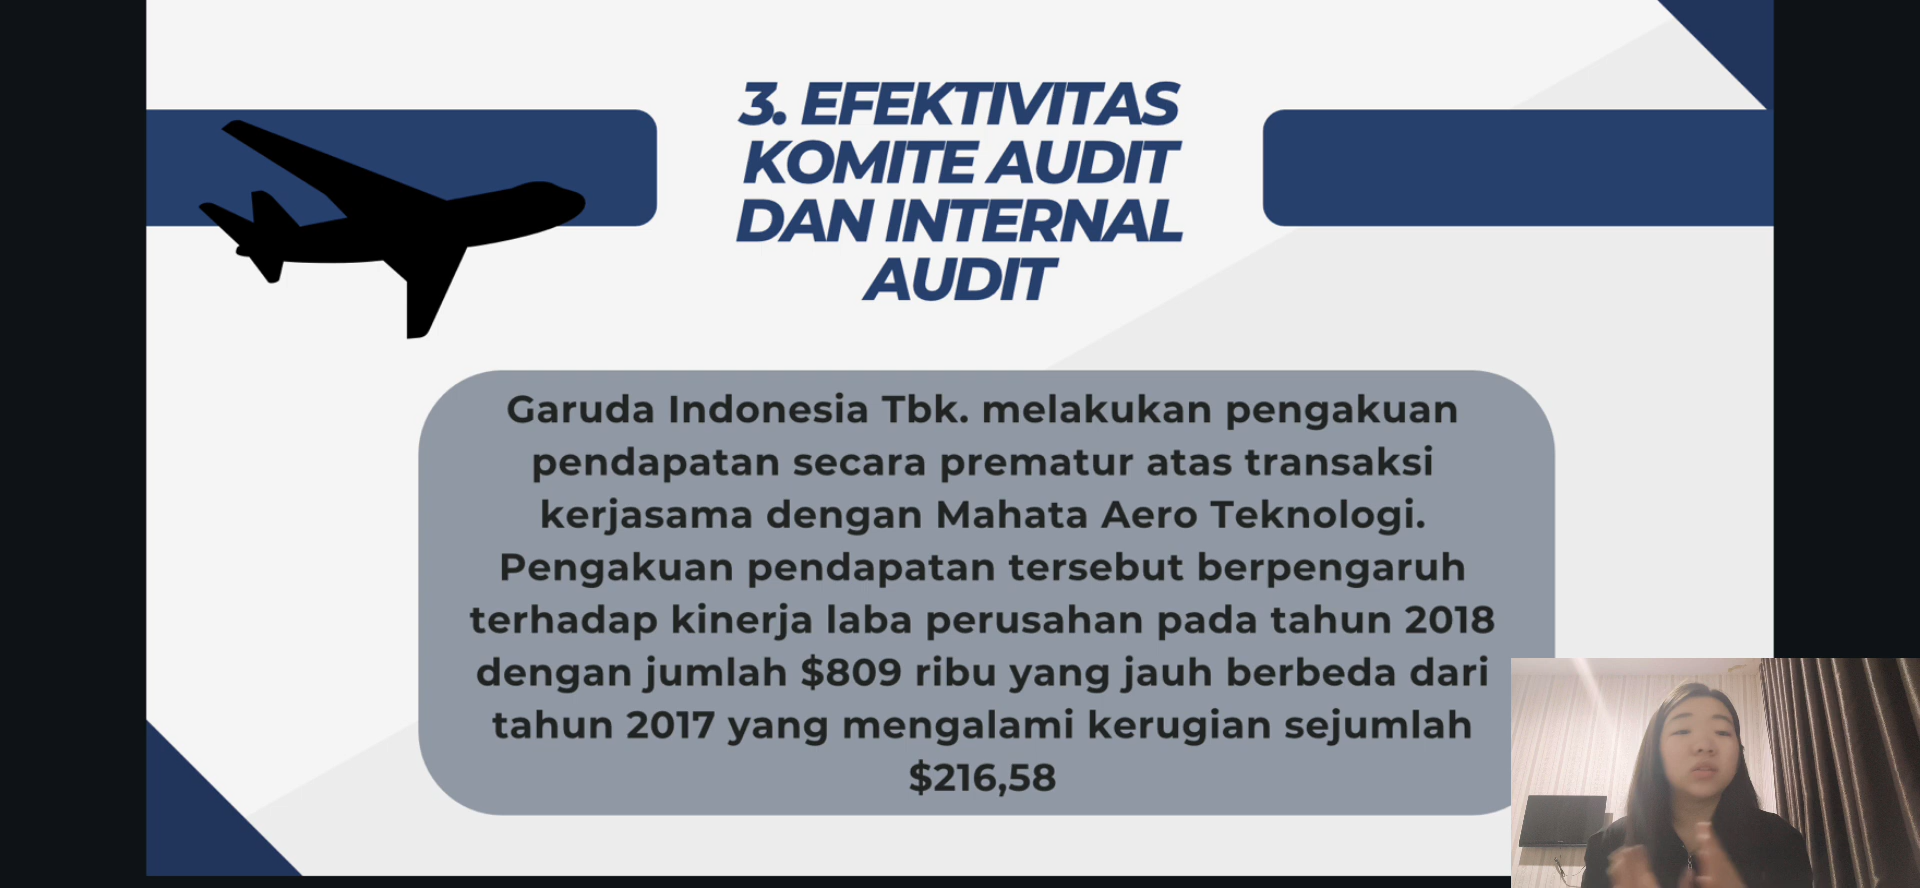 3. EFEKTIVITAS
KOMITE AUDIT
DAN INTERNAL
AUDIT
Garuda Indonesia Tbk. melakukan pengakuan
pendapatan secara prematur atas transaksi
kerjasama dengan Mahata Aero Teknologi.
Pengakuan pendapatan tersebut berpengaruh
terhadap kinerja laba perusahan pada tahun 2018
dengan jumlah $809 ribu yang jauh berbeda dari
tahun 2017 yang mengalami kerugian sejumlah
$216,58